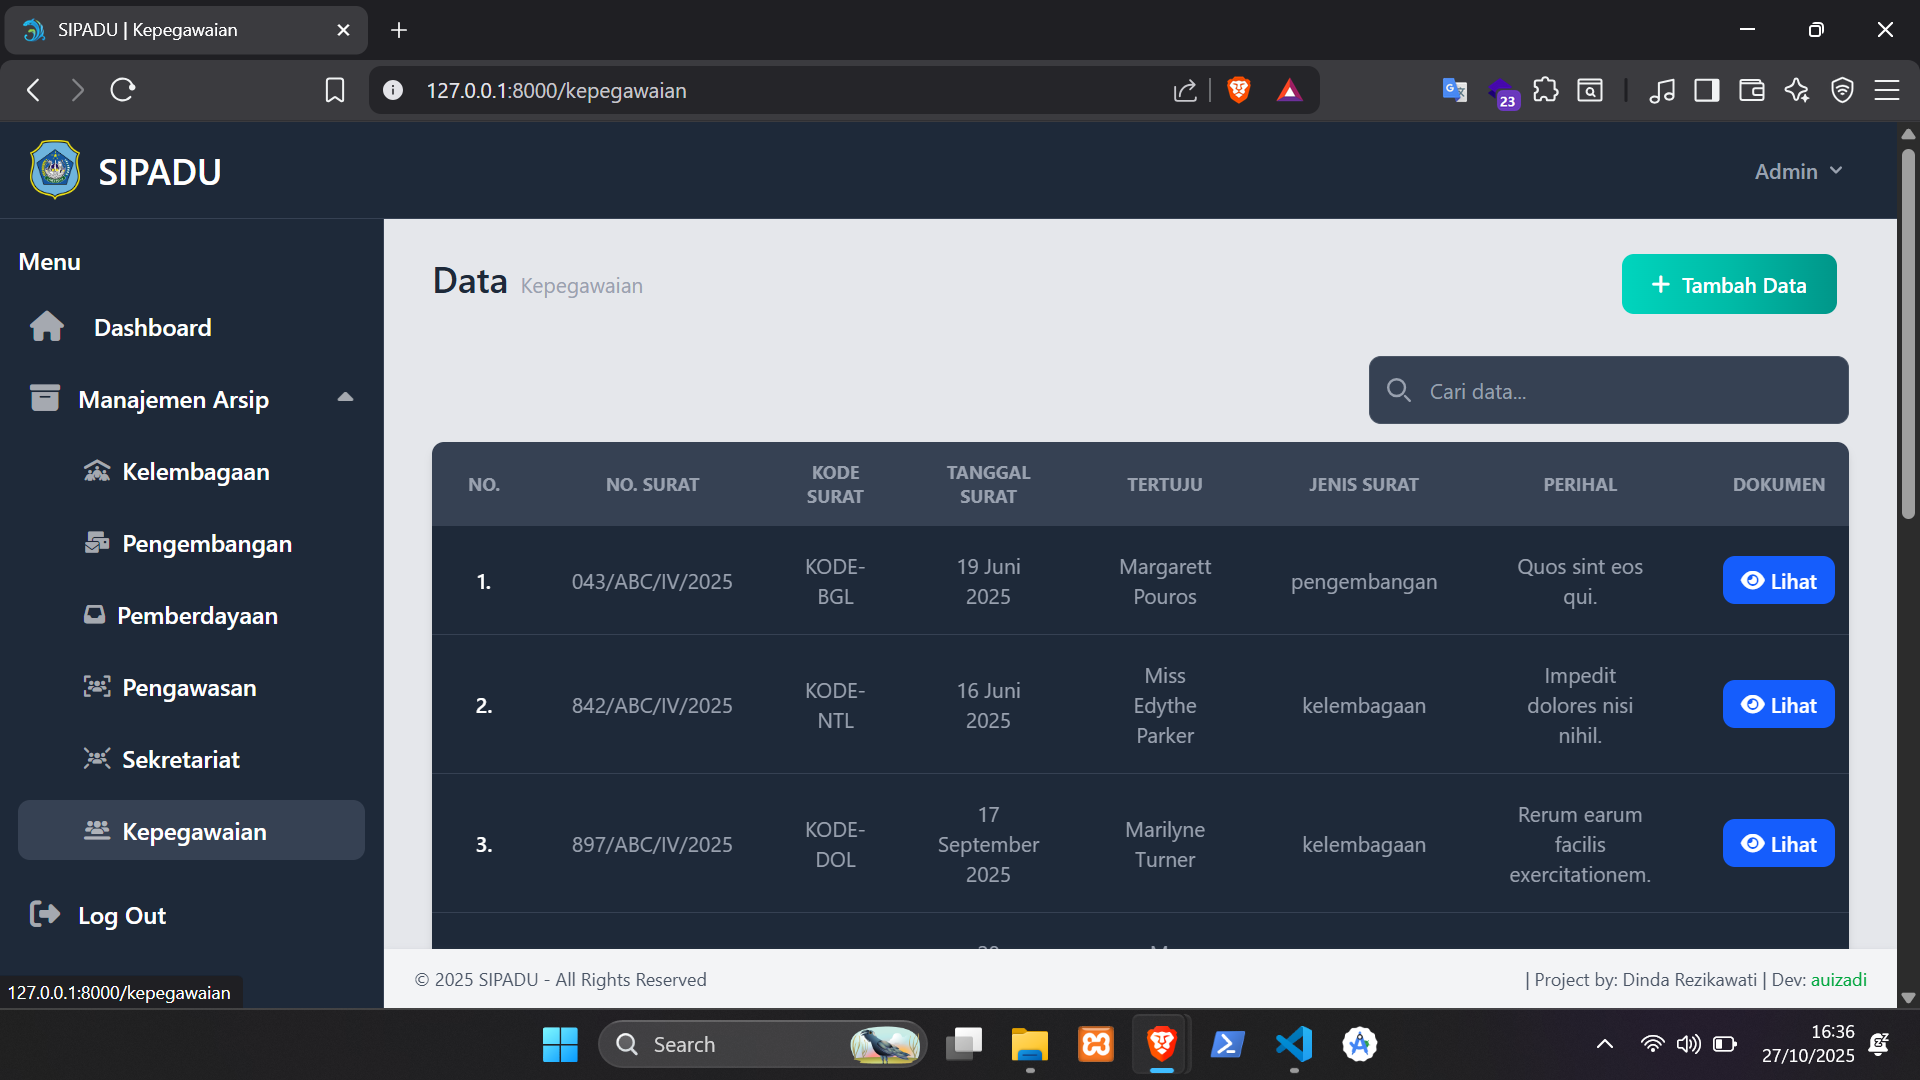 SIPADU | Kepegawaian
127.0.0.1:8000/kepegawaian
23
SIPADU
Admin
Menu
Dashboard
Manajemen Arsip
Kelembagaan
Pengembangan
Pemberdayaan
Pengawasan
Sekretariat
Kepegawaian
Log Out
127.0.0.1:8000/kepegawaian
Data Kepegawaian
+ Tambah Data
Cari data...
NO. NO. SURAT KODE SURAT TANGGAL SURAT TERTUJU JENIS SURAT PERIHAL DOKUMEN
1. 043/ABC/IV/2025 KODE-BGL 19 Juni 2025 Margarett Pouros pengembangan Quos sint eos qui. Lihat
2. 842/ABC/IV/2025 KODE-NTL 16 Juni 2025 Miss Edythe Parker kelembagaan Impedit dolores nisi nihil. Lihat
3. 897/ABC/IV/2025 KODE-DOL 17 September 2025 Marilyne Turner kelembagaan Rerum earum facilis exercitationem. Lihat
© 2025 SIPADU - All Rights Reserved
| Project by: Dinda Rezikawati | Dev: auizadi
Search
16:36
27/10/2025